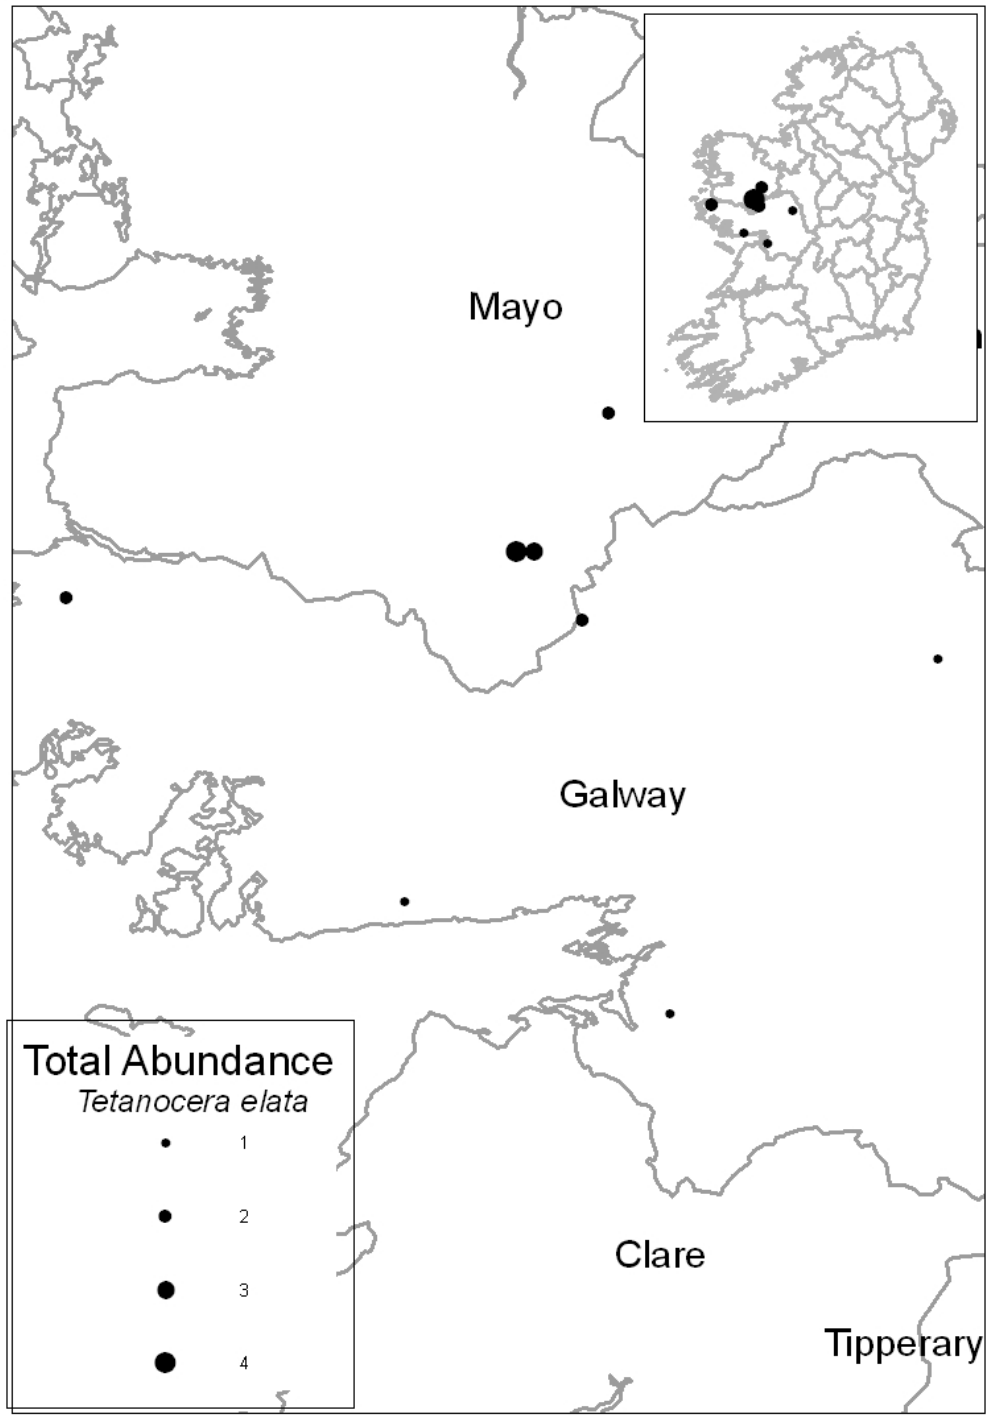 Mayo
Galway
Total Abundance
Tetanocera elata
1
2
3
4
Clare
Tipperary